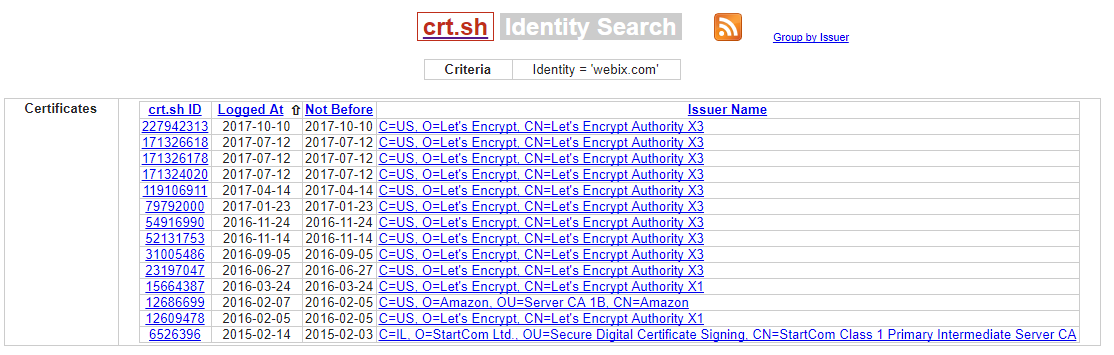 crt.sh Identity Search Group by Issuer
Criteria Identity = 'webix.com'
Certificates crt.sh ID Logged At ⇧ Not Before Issuer Name
227942313 2017-10-10 2017-10-10 C=US, O=Let's Encrypt, CN=Let's Encrypt Authority X3
171326618 2017-07-12 2017-07-12 C=US, O=Let's Encrypt, CN=Let's Encrypt Authority X3
171326178 2017-07-12 2017-07-12 C=US, O=Let's Encrypt, CN=Let's Encrypt Authority X3
171324020 2017-07-12 2017-07-12 C=US, O=Let's Encrypt, CN=Let's Encrypt Authority X3
119106911 2017-04-14 2017-04-14 C=US, O=Let's Encrypt, CN=Let's Encrypt Authority X3
79792000 2017-01-23 2017-01-23 C=US, O=Let's Encrypt, CN=Let's Encrypt Authority X3
54916990 2016-11-24 2016-11-24 C=US, O=Let's Encrypt, CN=Let's Encrypt Authority X3
52131753 2016-11-14 2016-11-14 C=US, O=Let's Encrypt, CN=Let's Encrypt Authority X3
31005486 2016-09-05 2016-09-05 C=US, O=Let's Encrypt, CN=Let's Encrypt Authority X3
23197047 2016-06-27 2016-06-27 C=US, O=Let's Encrypt, CN=Let's Encrypt Authority X3
15664387 2016-03-24 2016-03-24 C=US, O=Let's Encrypt, CN=Let's Encrypt Authority X1
12686699 2016-02-07 2016-02-05 C=US, O=Amazon, OU=Server CA 1B, CN=Amazon
12609478 2016-02-05 2016-02-05 C=US, O=Let's Encrypt, CN=Let's Encrypt Authority X1
6526396 2015-02-14 2015-02-03 C=IL, O=StartCom Ltd., OU=Secure Digital Certificate Signing, CN=StartCom Class 1 Primary Intermediate Server CA